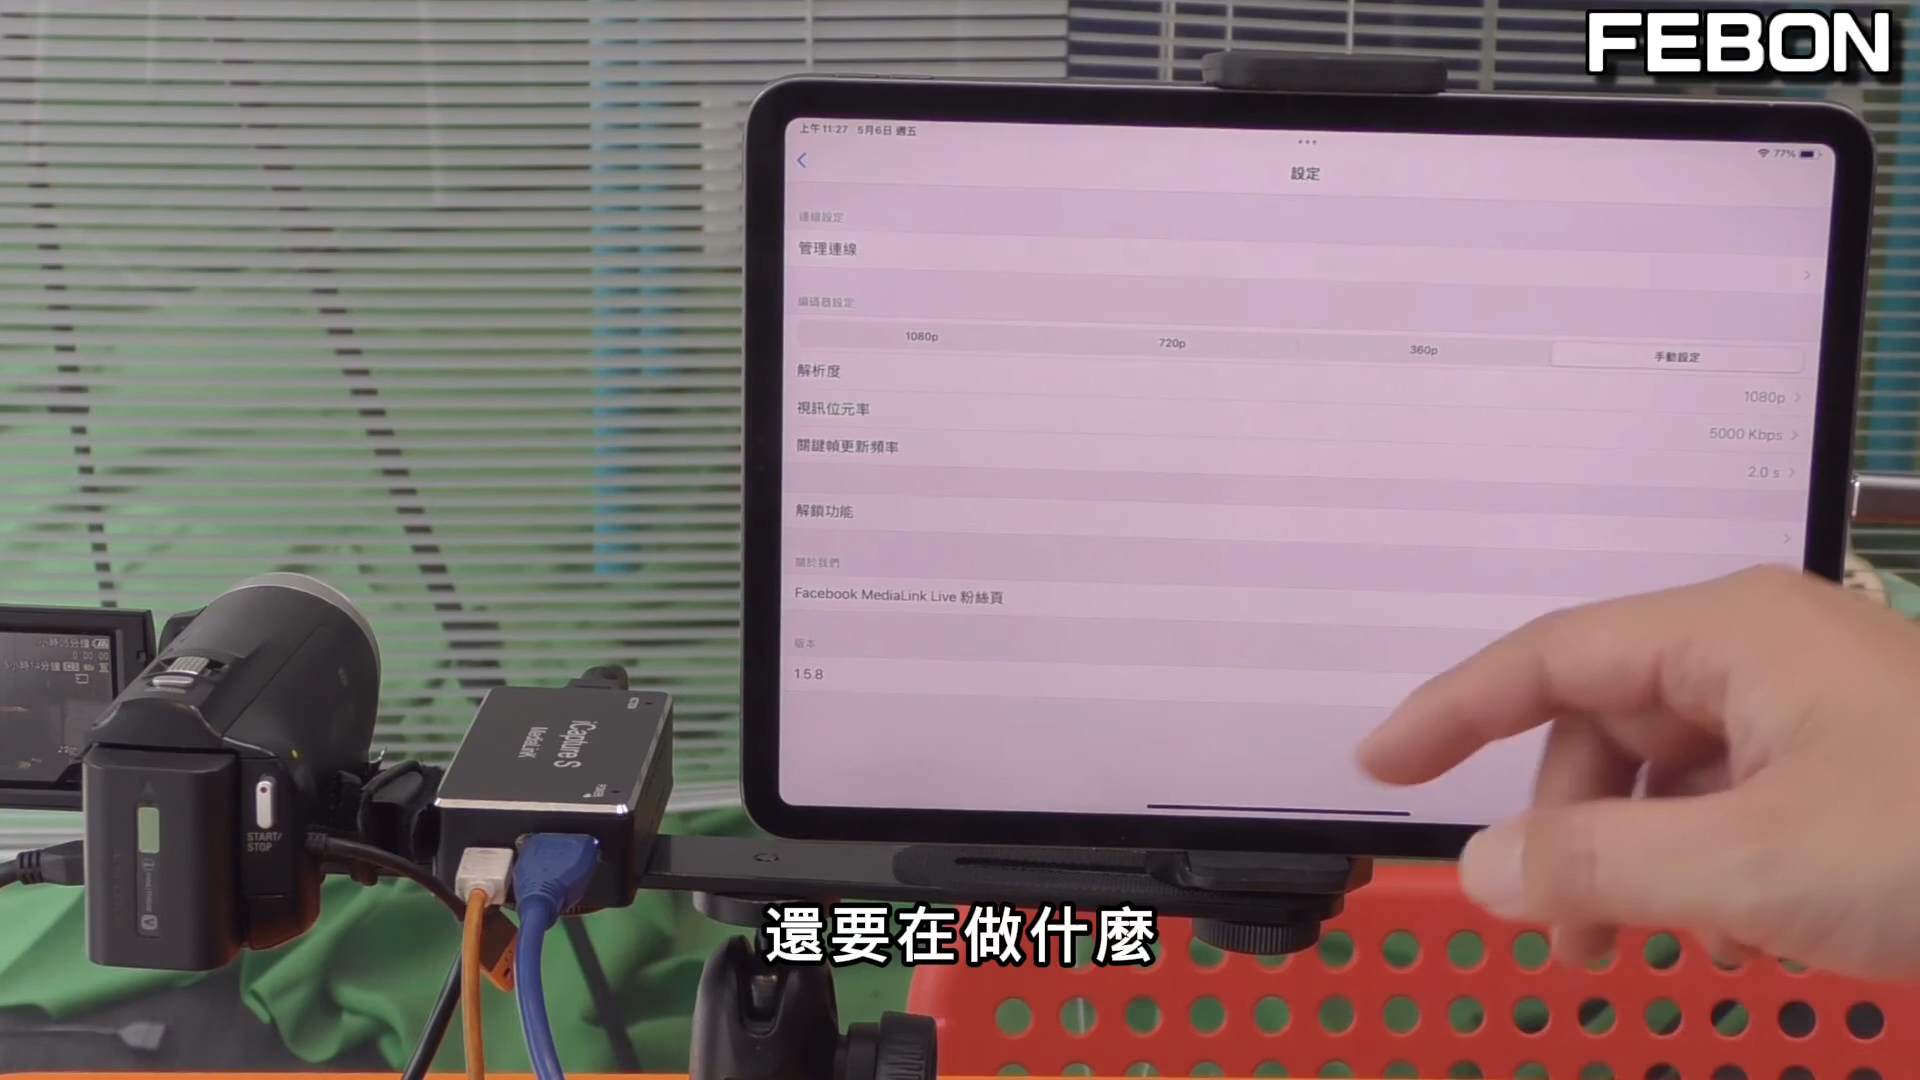 FEBON
上午11:27 5月6日 週五
77%
設定
連線設定
管理連線
編碼器設定
1080p
720p
360p
手動設定
解析度
1080p
視訊位元率
5000 Kbps
關鍵幀更新頻率
2.0 s
解鎖功能
關於我們
Facebook MediaLink Live 粉絲頁
版本
1.5.8
iCapture S
MediaLink
START/
STOP
還要在做什麼